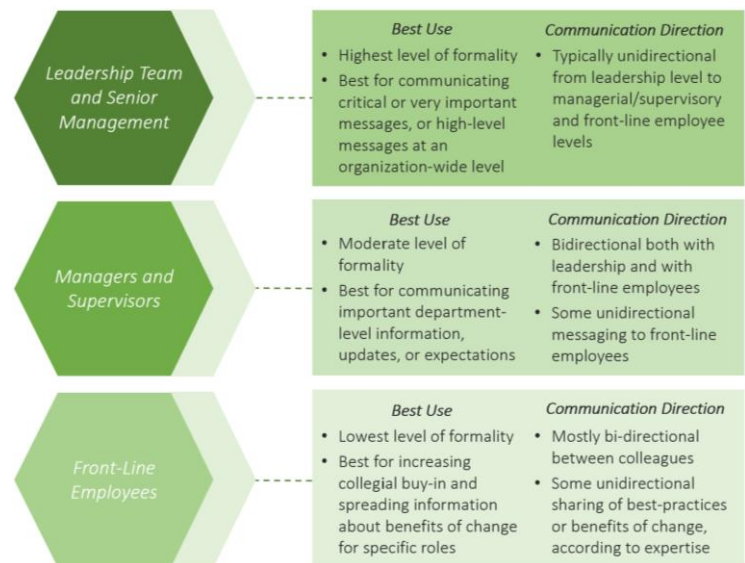 Leadership Team
and Senior
Management
Best Use
• Highest level of formality
• Best for communicating
critical or very important
messages, or high-level
messages at an
organization-wide level
Communication Direction
• Typically unidirectional
from leadership level to
managerial/supervisory
and front-line employee
levels
Managers and
Supervisors
Best Use
• Moderate level of
formality
• Best for communicating
important department-
level information,
updates, or expectations
Communication Direction
• Bidirectional both with
leadership and with
front-line employees
• Some unidirectional
messaging to front-line
employees
Front-Line
Employees
Best Use
• Lowest level of formality
• Best for increasing
collegial buy-in and
spreading information
about benefits of change
for specific roles
Communication Direction
• Mostly bi-directional
between colleagues
• Some unidirectional
sharing of best-practices
or benefits of change,
according to expertise